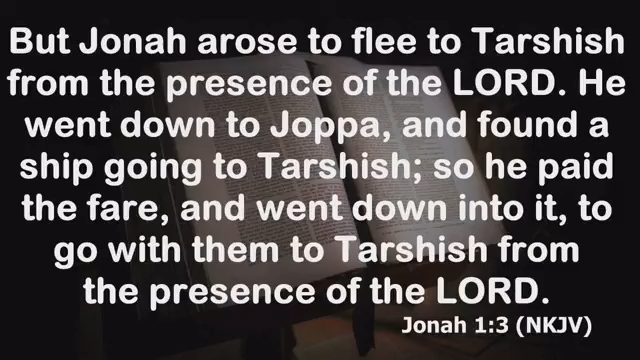 But Jonah arose to flee to Tarshish
from the presence of the LORD. He
went down to Joppa, and found a
ship going to Tarshish; so he paid
the fare, and went down into it, to
go with them to Tarshish from
the presence of the LORD.
Jonah 1:3 (NKJV)